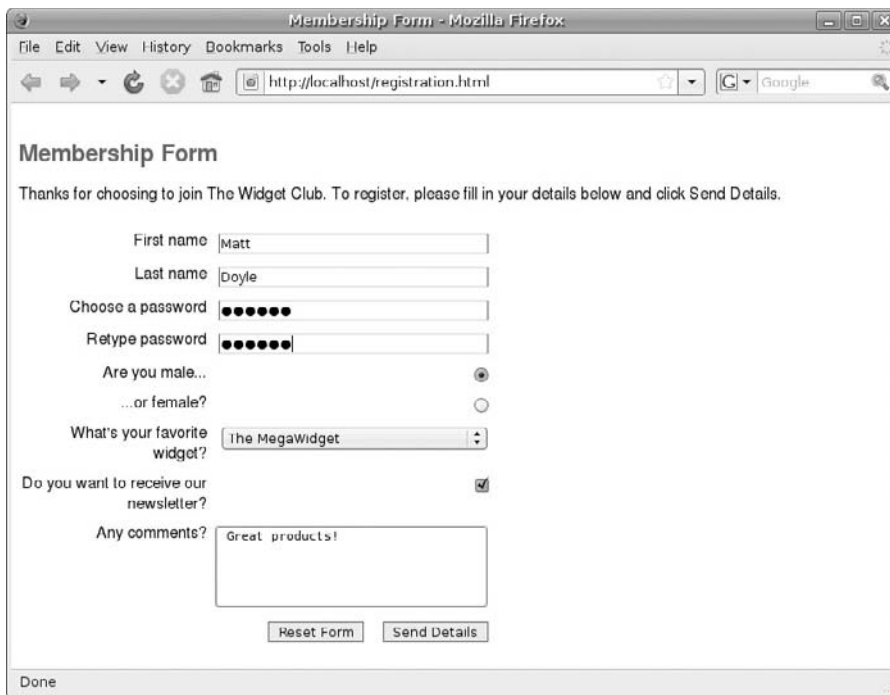 Membership Form - Mozilla Firefox
File Edit View History Bookmarks Tools Help
http://localhost/registration.html
G Google
Membership Form
Thanks for choosing to join The Widget Club. To register, please fill in your details below and click Send Details.
First name Matt
Last name Doyle
Choose a password ●●●●●●
Retype password ●●●●●●
Are you male...
...or female?
What's your favorite The MegaWidget
widget?
Do you want to receive our
newsletter?
Any comments? Great products!
Reset Form Send Details
Done